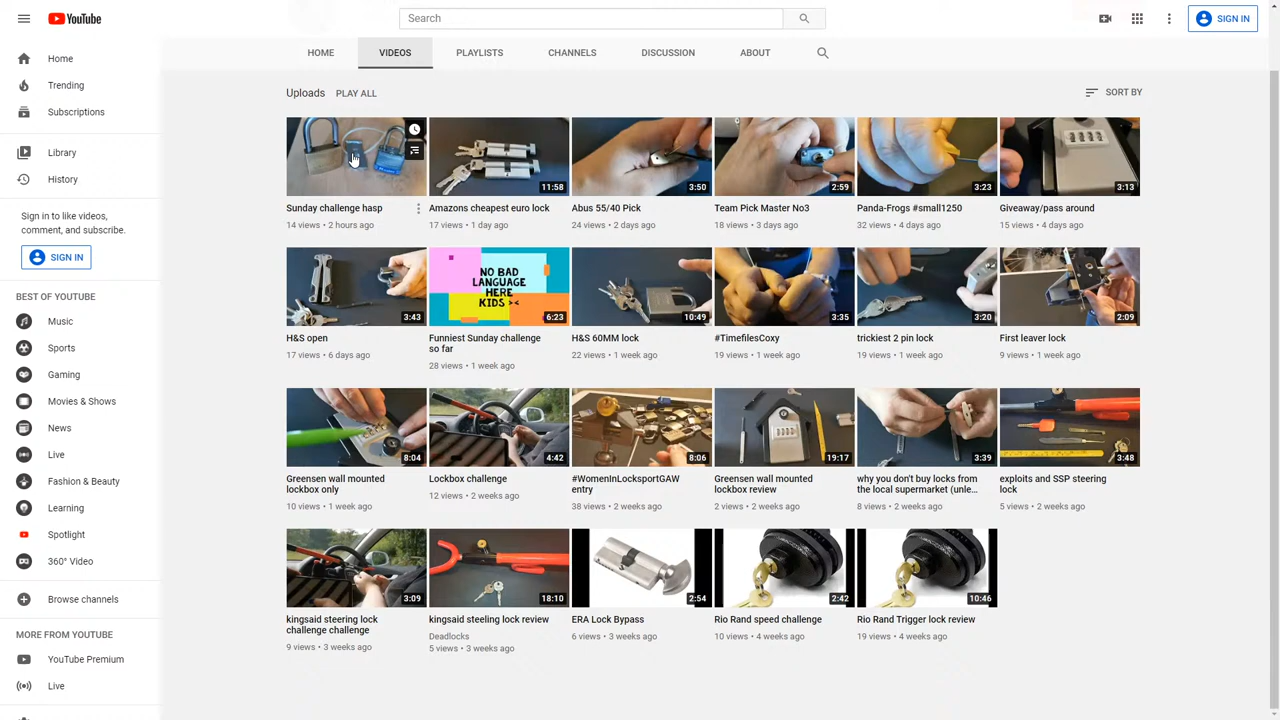 YouTube
Search
SIGN IN
HOME
VIDEOS
PLAYLISTS
CHANNELS
DISCUSSION
ABOUT
Home
Trending
Subscriptions
Library
History
Sign in to like videos,
comment, and subscribe.
SIGN IN
BEST OF YOUTUBE
Music
Sports
Gaming
Movies & Shows
News
Live
Fashion & Beauty
Learning
Spotlight
360° Video
Browse channels
MORE FROM YOUTUBE
YouTube Premium
Live
Uploads
PLAY ALL
SORT BY
Sunday challenge hasp
14 views • 2 hours ago
11:58
Amazons cheapest euro lock
17 views • 1 day ago
3:50
Abus 55/40 Pick
24 views • 2 days ago
2:59
Team Pick Master No3
18 views • 3 days ago
3:23
Panda-Frogs #small1250
32 views • 4 days ago
3:13
Giveaway/pass around
15 views • 4 days ago
3:43
H&S open
17 views • 6 days ago
NO BAD
LANGUAGE
HERE
KIDS ><
6:23
Funniest Sunday challenge
so far
28 views • 1 week ago
10:49
H&S 60MM lock
22 views • 1 week ago
3:35
#TimefilesCoxy
19 views • 1 week ago
3:20
trickiest 2 pin lock
19 views • 1 week ago
2:09
First leaver lock
9 views • 1 week ago
8:04
Greensen wall mounted
lockbox only
10 views • 1 week ago
4:42
Lockbox challenge
12 views • 2 weeks ago
8:06
#WomenInLocksportGAW
entry
38 views • 2 weeks ago
19:17
Greensen wall mounted
lockbox review
2 views • 2 weeks ago
3:39
why you don't buy locks from
the local supermarket (unle...
8 views • 2 weeks ago
3:48
exploits and SSP steering
lock
5 views • 2 weeks ago
3:09
kingsaid steering lock
challenge challenge
9 views • 3 weeks ago
18:10
kingsaid steeling lock review
Deadlocks
5 views • 3 weeks ago
2:54
ERA Lock Bypass
6 views • 3 weeks ago
2:42
Rio Rand speed challenge
10 views • 4 weeks ago
10:46
Rio Rand Trigger lock review
19 views • 4 weeks ago